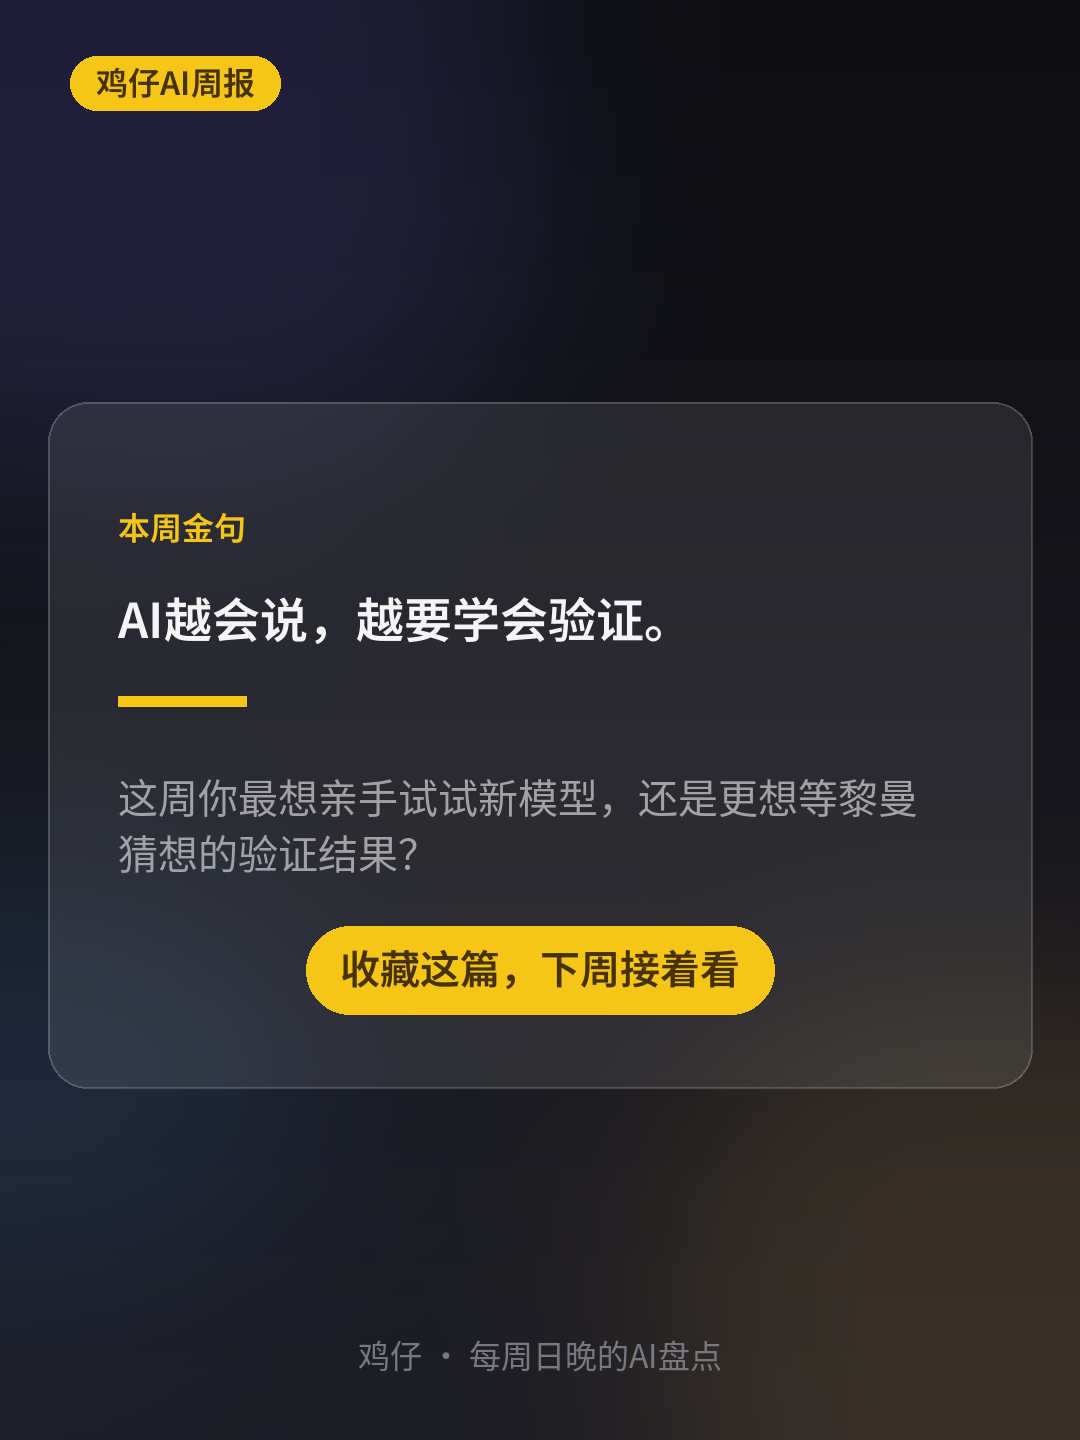 鸡仔AI周报
本周金句
AI越会说，越要学会验证。
这周你最想亲手试试新模型，还是更想等黎曼
猜想的验证结果？
收藏这篇，下周接着看
鸡仔 · 每周日晚的AI盘点